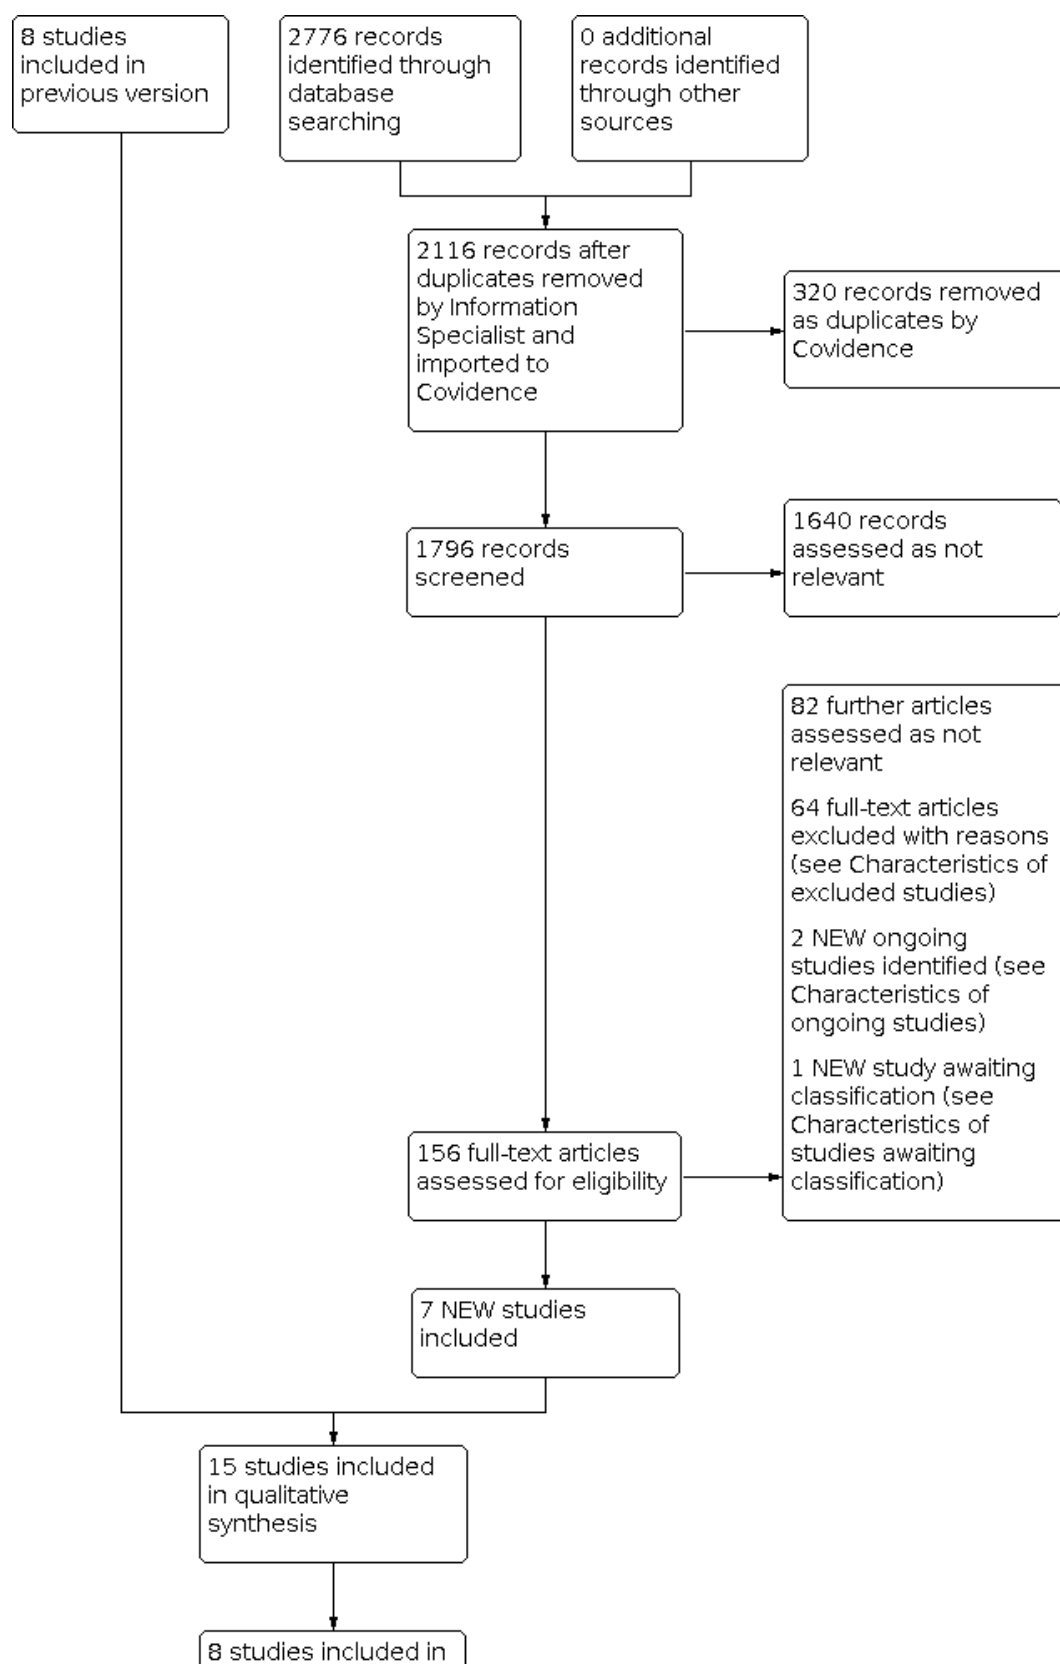 8 studies
included in
previous version
2776 records
identified through
database
searching
0 additional
records identified
through other
sources
2116 records after
duplicates removed
by Information
Specialist and
imported to
Covidence
320 records removed
as duplicates by
Covidence
1796 records
screened
1640 records
assessed as not
relevant
82 further articles
assessed as not
relevant
64 full-text articles
excluded with reasons
(see Characteristics of
excluded studies)
2 NEW ongoing
studies identified (see
Characteristics of
ongoing studies)
1 NEW study awaiting
classification (see
Characteristics of
studies awaiting
classification)
156 full-text articles
assessed for eligibility
7 NEW studies
included
15 studies included
in qualitative
synthesis
8 studies included in